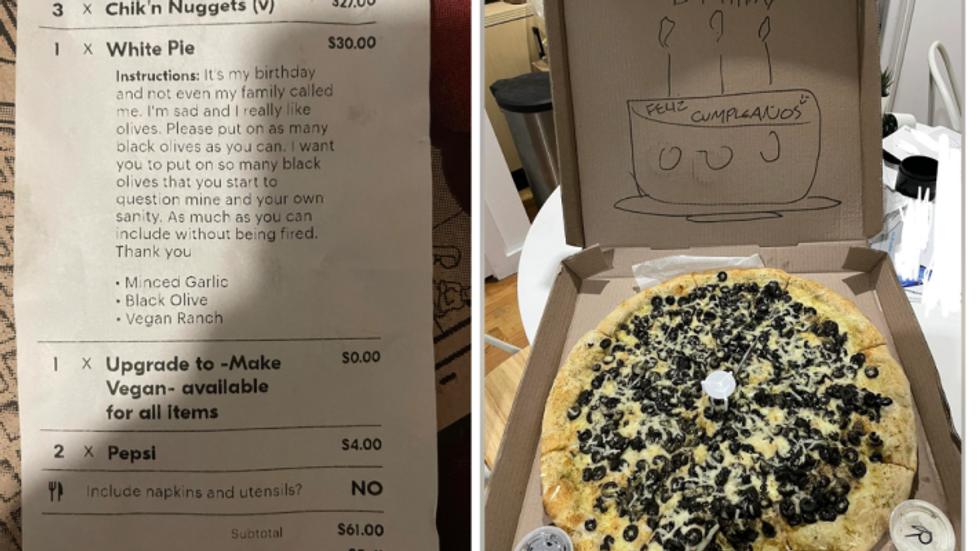 3 x Chik'n Nuggets (v) $27.00
1 x White Pie $30.00
Instructions: It's my birthday
and not even my family called
me. I'm sad and I really like
olives. Please put on as many
black olives as you can. I want
you to put on so many black
olives that you start to
question mine and your own
sanity. As much as you can
include without being fired.
Thank you
• Minced Garlic
• Black Olive
• Vegan Ranch
1 x Upgrade to -Make $0.00
Vegan- available
for all items
2 x Pepsi $4.00
Include napkins and utensils? NO
Subtotal $61.00
FELIZ CUMPLEAÑOS
R